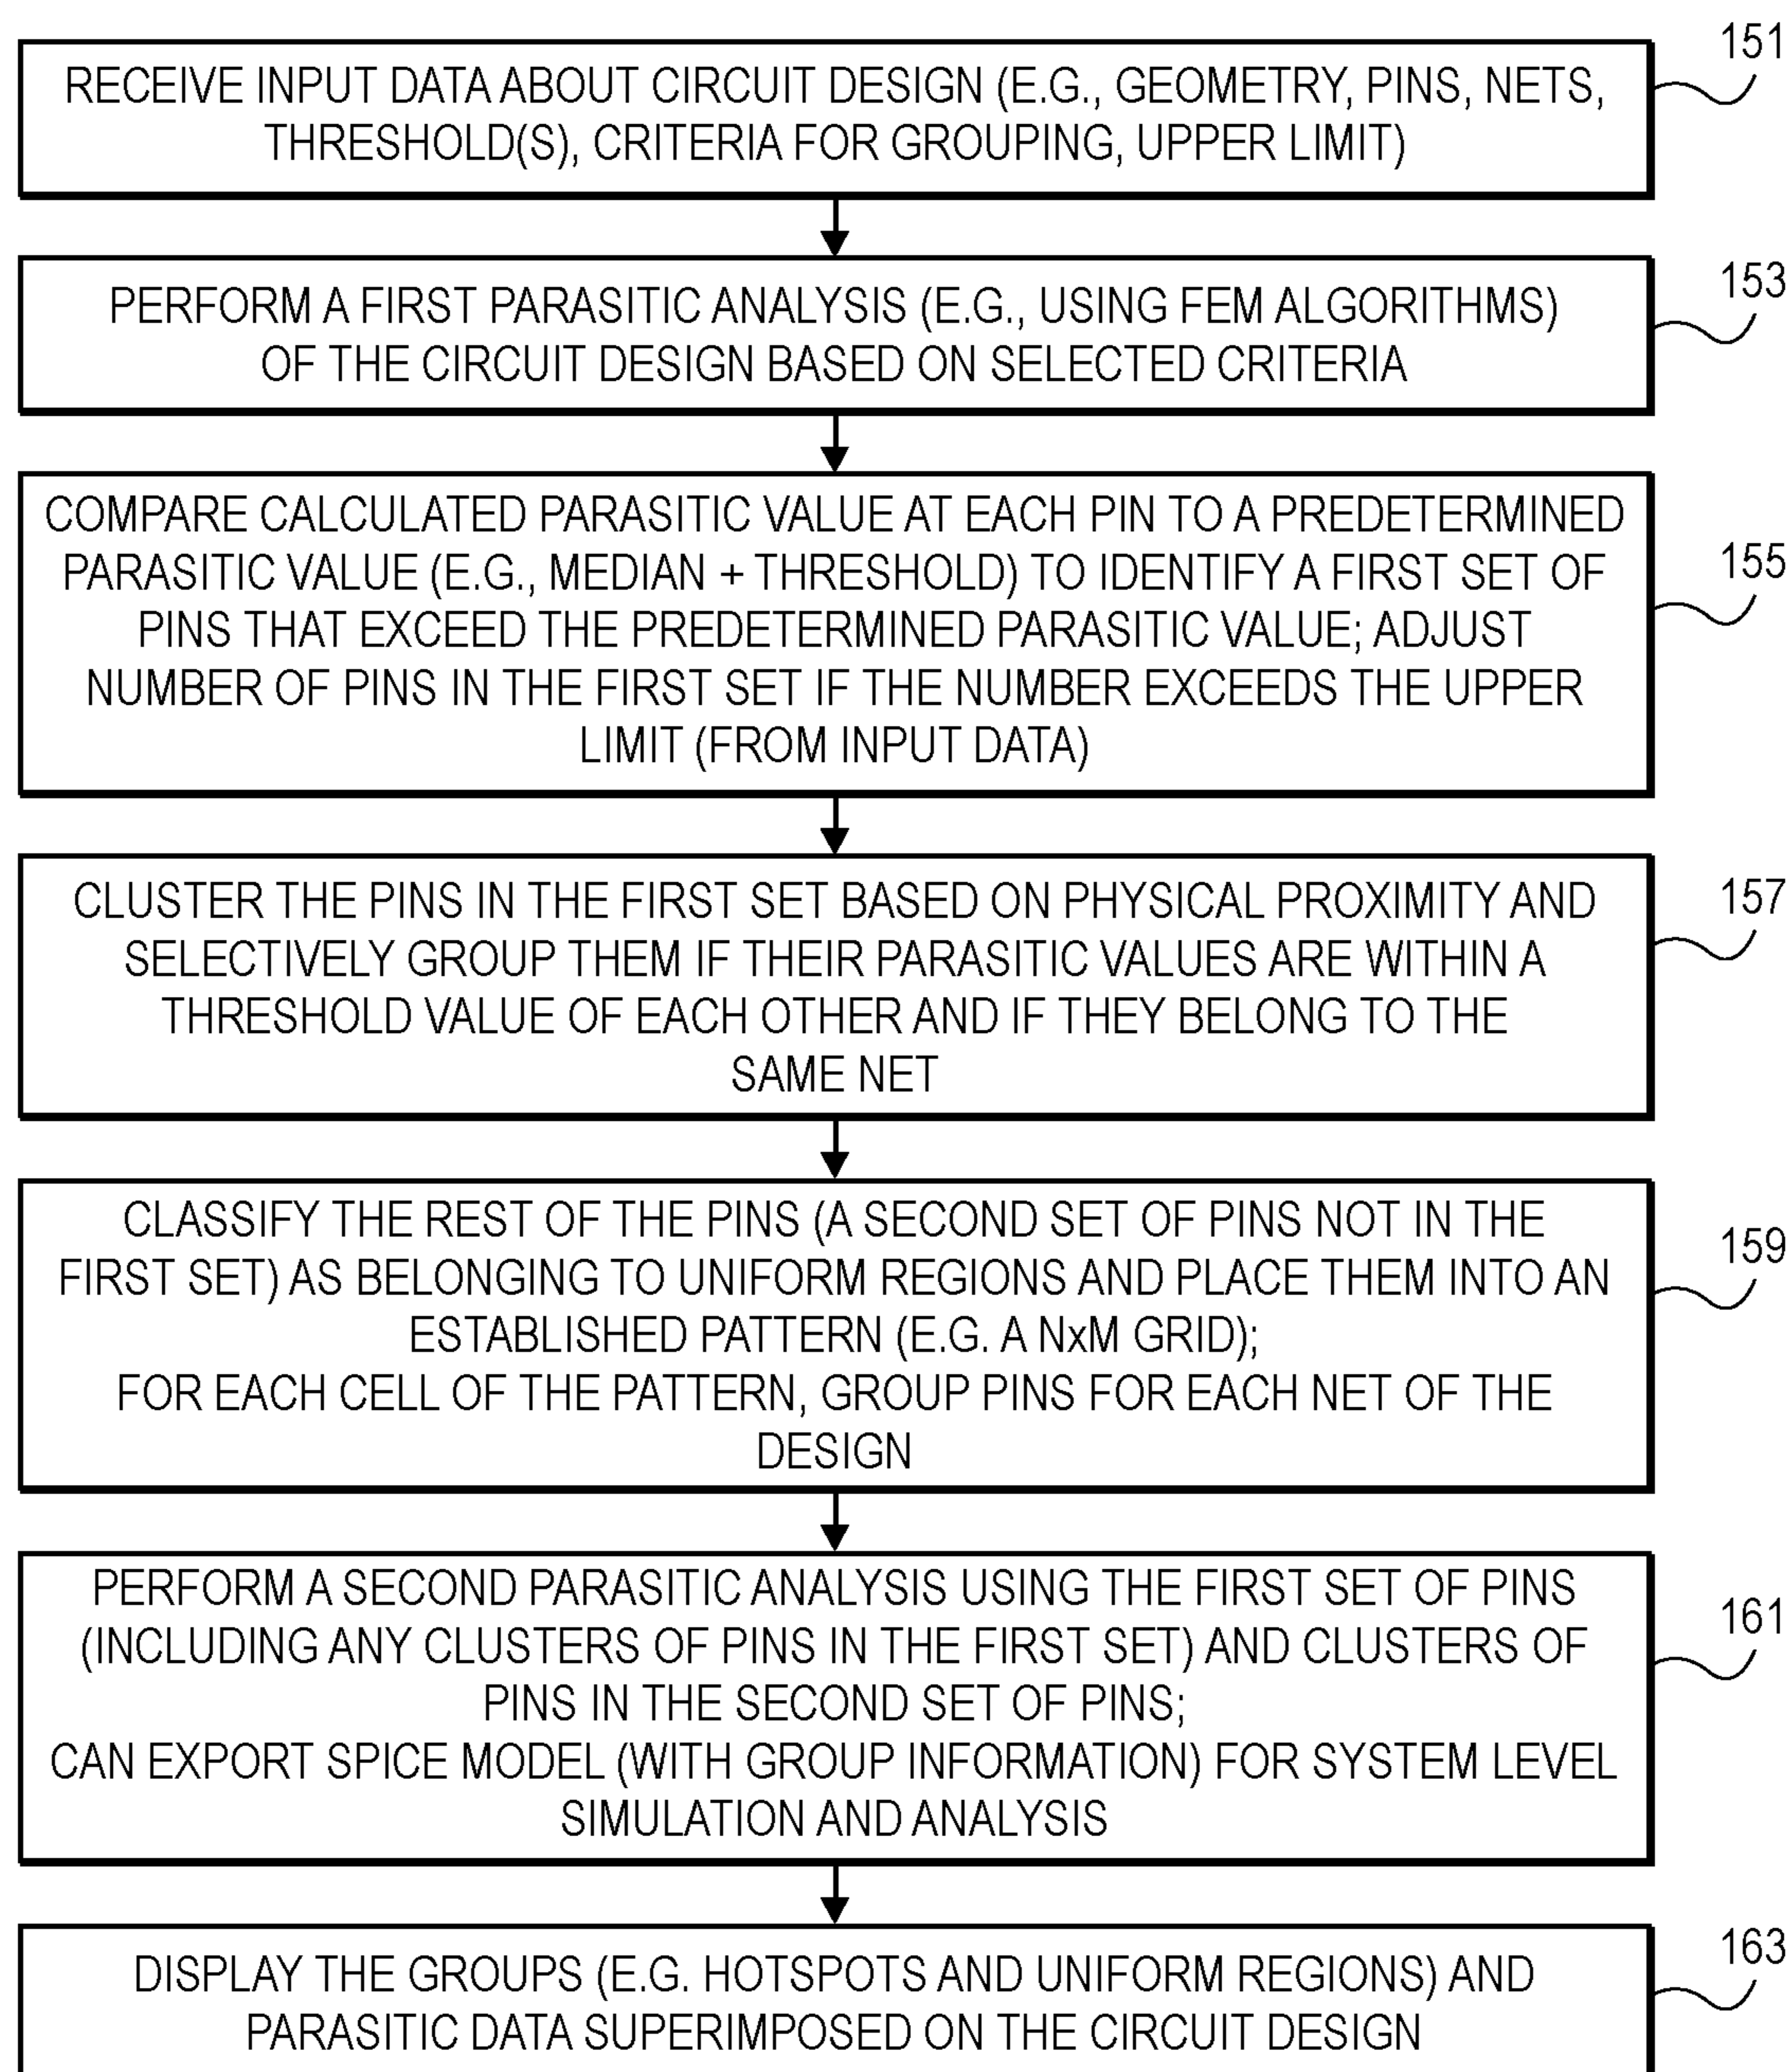 151
RECEIVE INPUT DATA ABOUT CIRCUIT DESIGN (E.G., GEOMETRY, PINS, NETS,
THRESHOLD(S), CRITERIA FOR GROUPING, UPPER LIMIT)
153
PERFORM A FIRST PARASITIC ANALYSIS (E.G., USING FEM ALGORITHMS)
OF THE CIRCUIT DESIGN BASED ON SELECTED CRITERIA
155
COMPARE CALCULATED PARASITIC VALUE AT EACH PIN TO A PREDETERMINED
PARASITIC VALUE (E.G., MEDIAN + THRESHOLD) TO IDENTIFY A FIRST SET OF
PINS THAT EXCEED THE PREDETERMINED PARASITIC VALUE; ADJUST
NUMBER OF PINS IN THE FIRST SET IF THE NUMBER EXCEEDS THE UPPER
LIMIT (FROM INPUT DATA)
157
CLUSTER THE PINS IN THE FIRST SET BASED ON PHYSICAL PROXIMITY AND
SELECTIVELY GROUP THEM IF THEIR PARASITIC VALUES ARE WITHIN A
THRESHOLD VALUE OF EACH OTHER AND IF THEY BELONG TO THE
SAME NET
159
CLASSIFY THE REST OF THE PINS (A SECOND SET OF PINS NOT IN THE
FIRST SET) AS BELONGING TO UNIFORM REGIONS AND PLACE THEM INTO AN
ESTABLISHED PATTERN (E.G. A NxM GRID);
FOR EACH CELL OF THE PATTERN, GROUP PINS FOR EACH NET OF THE
DESIGN
161
PERFORM A SECOND PARASITIC ANALYSIS USING THE FIRST SET OF PINS
(INCLUDING ANY CLUSTERS OF PINS IN THE FIRST SET) AND CLUSTERS OF
PINS IN THE SECOND SET OF PINS;
CAN EXPORT SPICE MODEL (WITH GROUP INFORMATION) FOR SYSTEM LEVEL
SIMULATION AND ANALYSIS
163
DISPLAY THE GROUPS (E.G. HOTSPOTS AND UNIFORM REGIONS) AND
PARASITIC DATA SUPERIMPOSED ON THE CIRCUIT DESIGN